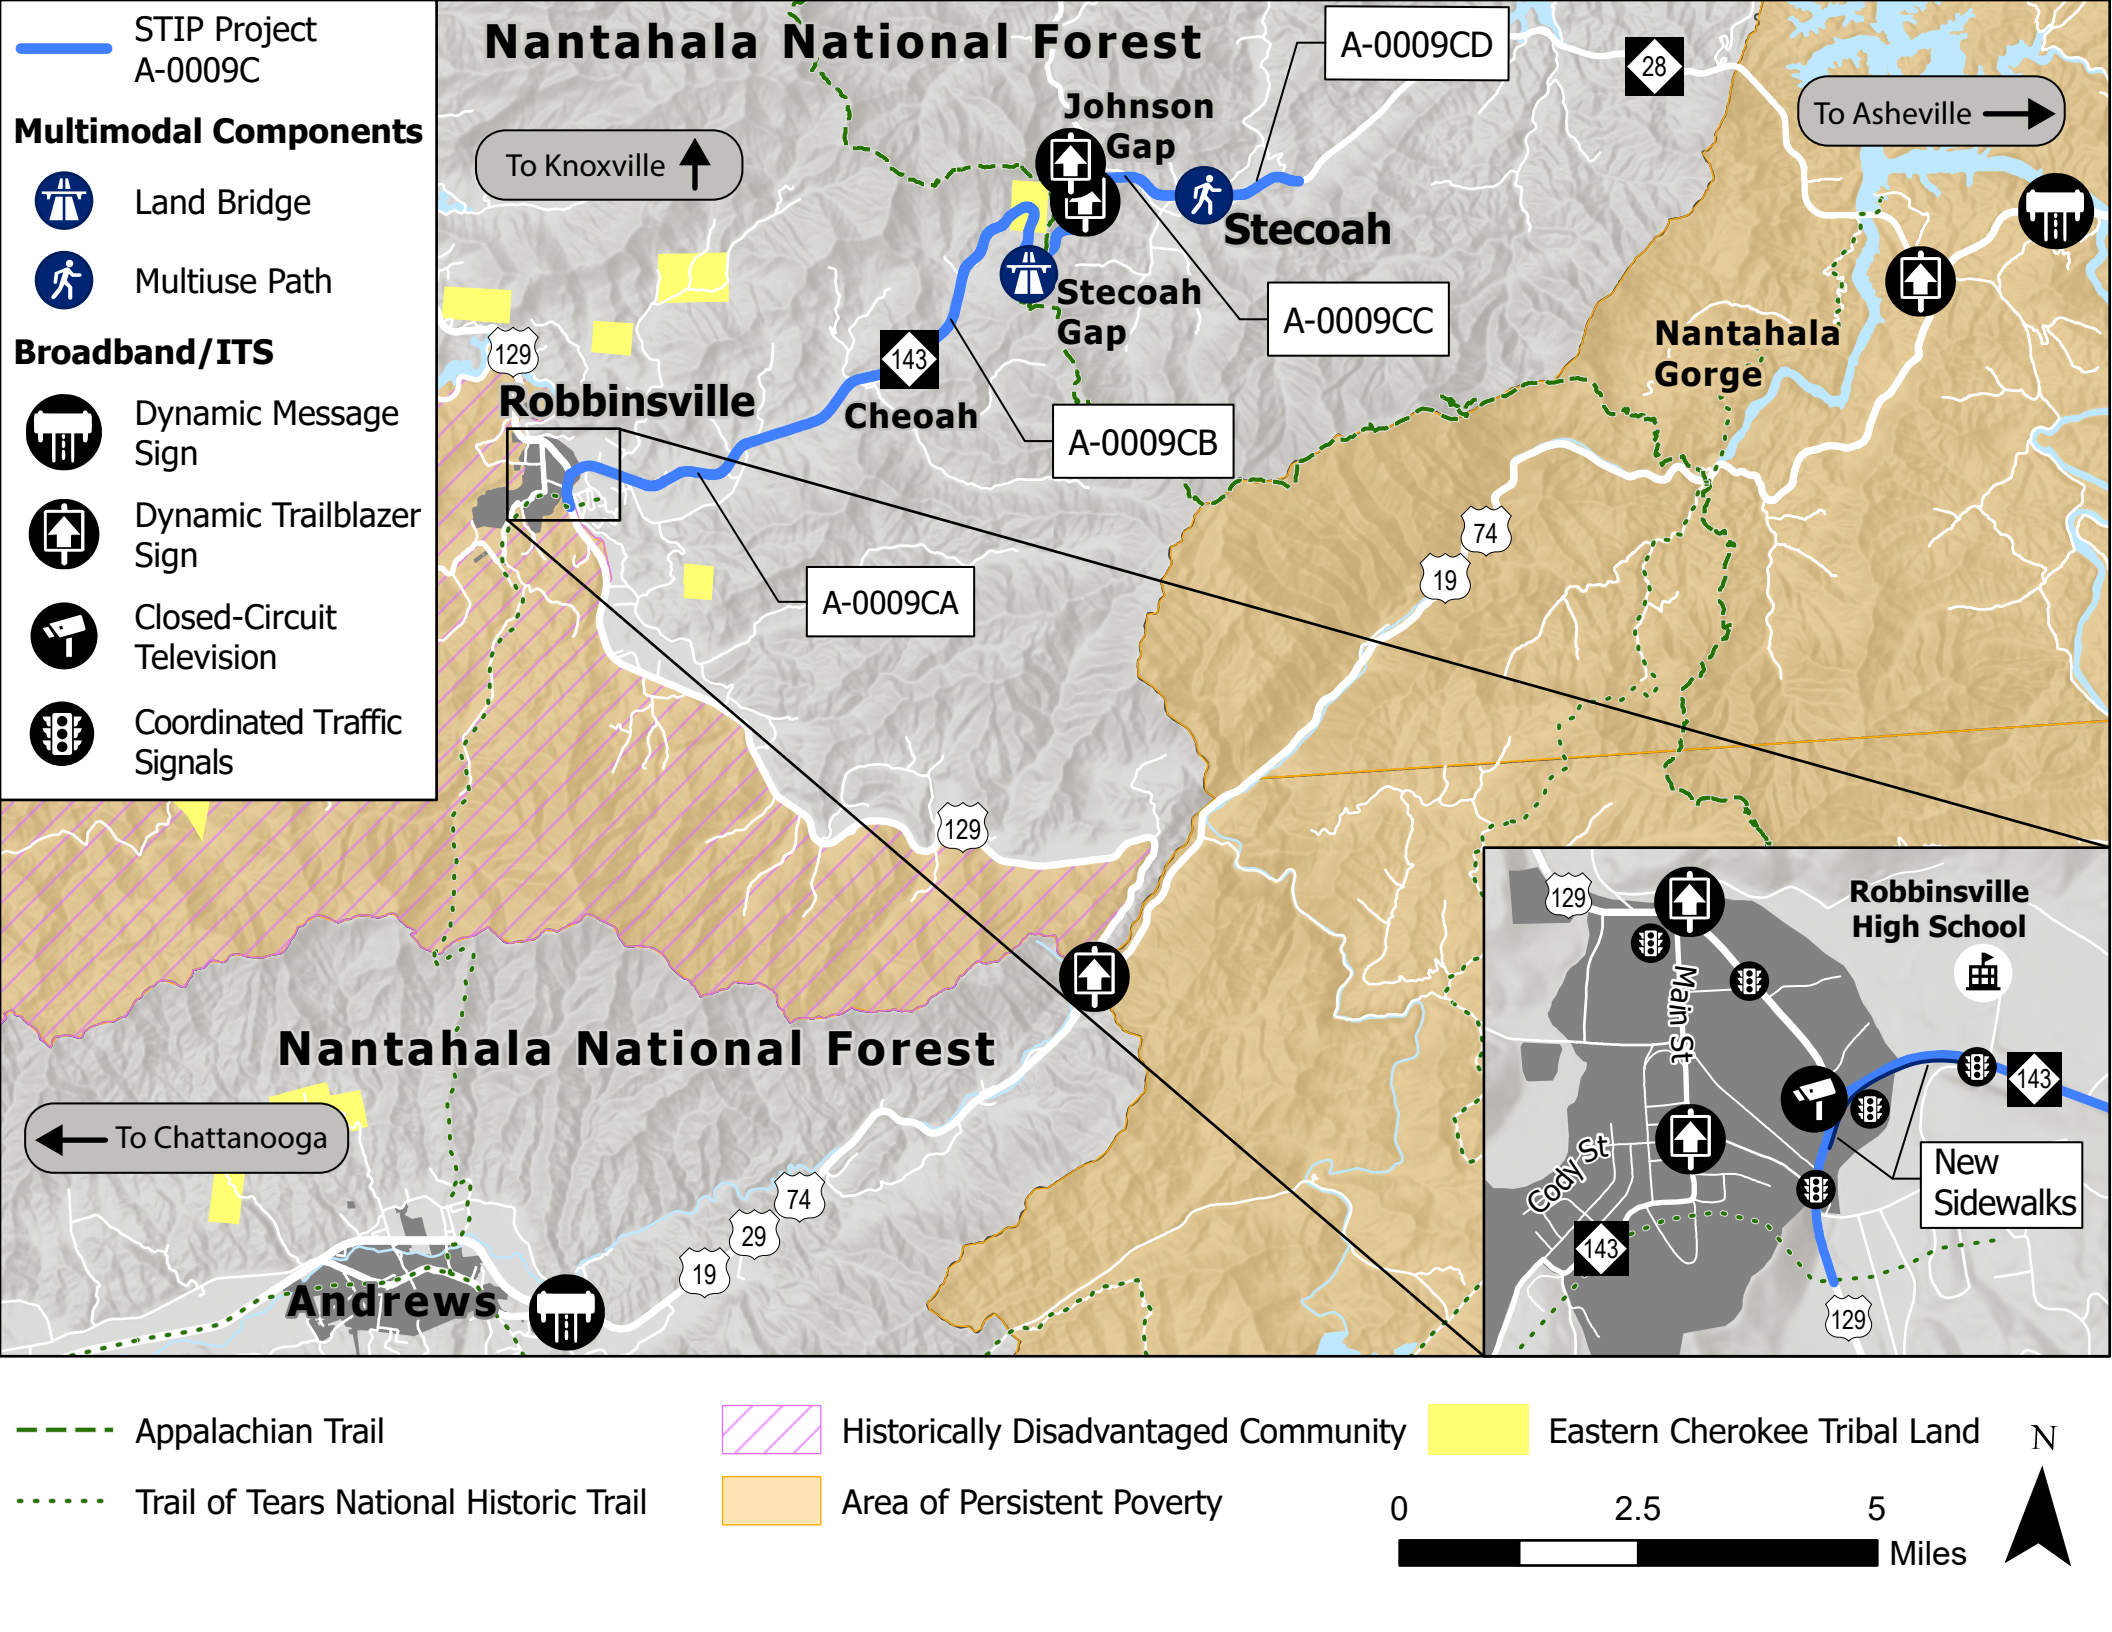 STIP Project
A-0009C
Multimodal Components
Land Bridge
Multiuse Path
Broadband/ITS
Dynamic Message
Sign
Dynamic Trailblazer
Sign
Closed-Circuit
Television
Coordinated Traffic
Signals
Nantahala National Forest
A-0009CD
28
To Asheville
Johnson
Gap
To Knoxville
Stecoah
Stecoah
Gap
A-0009CC
Nantahala
Gorge
129
143
Robbinsville
Cheoah
A-0009CB
74
19
A-0009CA
129
Nantahala National Forest
To Chattanooga
74
29
19
Andrews
129
Robbinsville
High School
Main St
143
Cody St
New
Sidewalks
143
129
Appalachian Trail
Trail of Tears National Historic Trail
Historically Disadvantaged Community
Area of Persistent Poverty
Eastern Cherokee Tribal Land
N
0 2.5 5
Miles